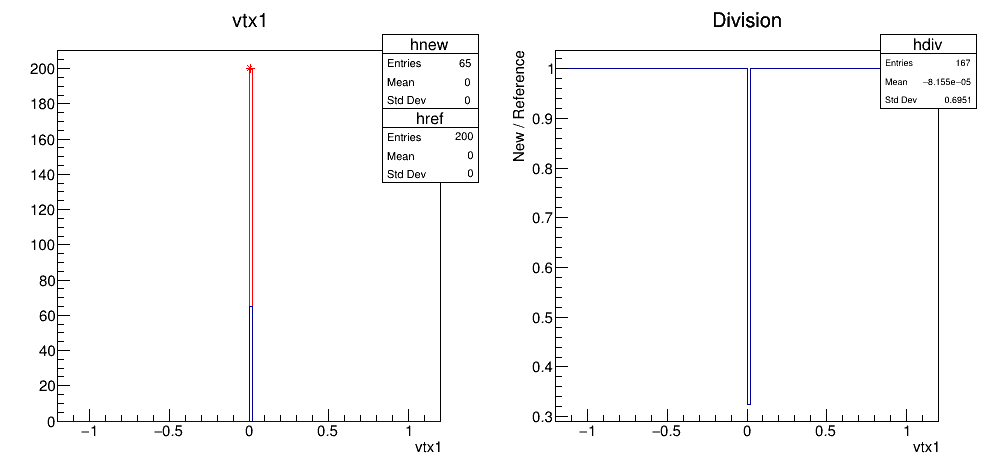 vtx1
hnew
Entries 65
Mean 0
Std Dev 0
href
Entries 200
Mean 0
Std Dev 0
200
180
160
140
120
100
80
60
40
20
0
−1 −0.5 0 0.5 1
vtx1
Division
hdiv
Entries 167
Mean −8.155e−05
Std Dev 0.6951
New / Reference
1
0.9
0.8
0.7
0.6
0.5
0.4
0.3
−1 −0.5 0 0.5 1
vtx1